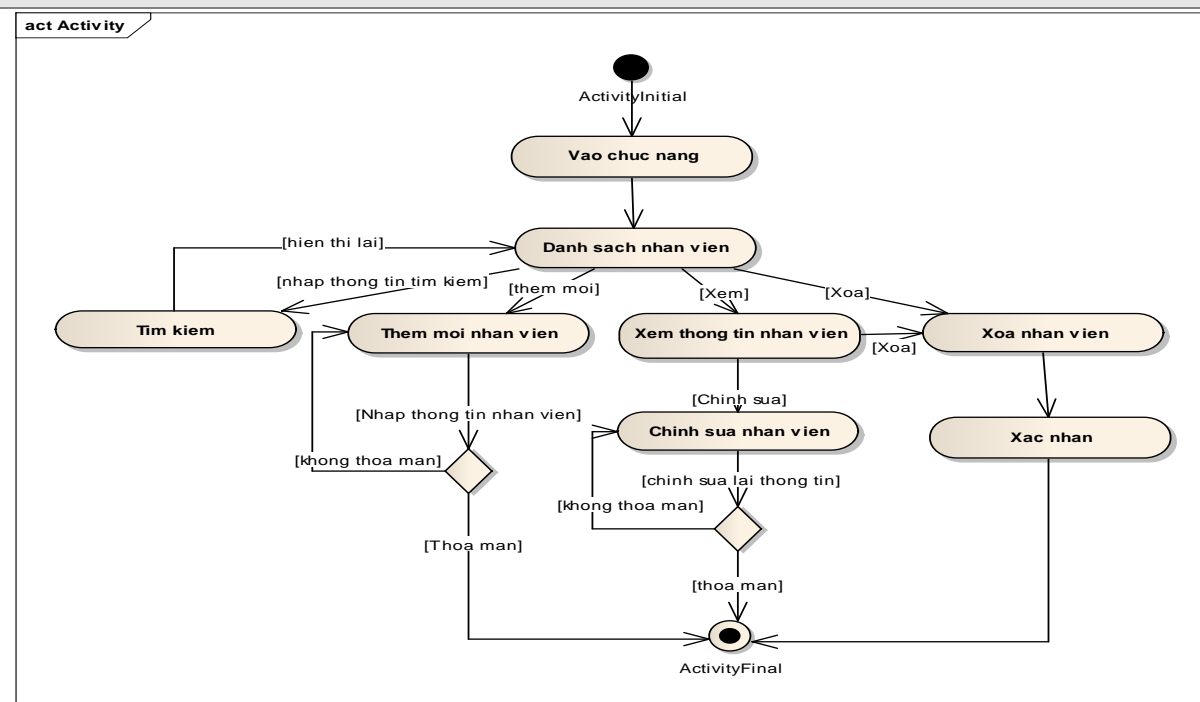 act Activity
ActivityInitial
Vao chuc nang
Danh sach nhan vien
[hien thi lai]
[nhap thong tin tim kiem]
[them moi]
[Xem]
[Xoa]
Tim kiem
Them moi nhan vien
Xem thong tin nhan vien
Xoa nhan vien
[Xoa]
[Chinh sua]
[Nhap thong tin nhan vien]
Chinh sua nhan vien
Xac nhan
[khong thoa man]
[chinh sua lai thong tin]
[khong thoa man]
[Thoa man]
[thoa man]
ActivityFinal